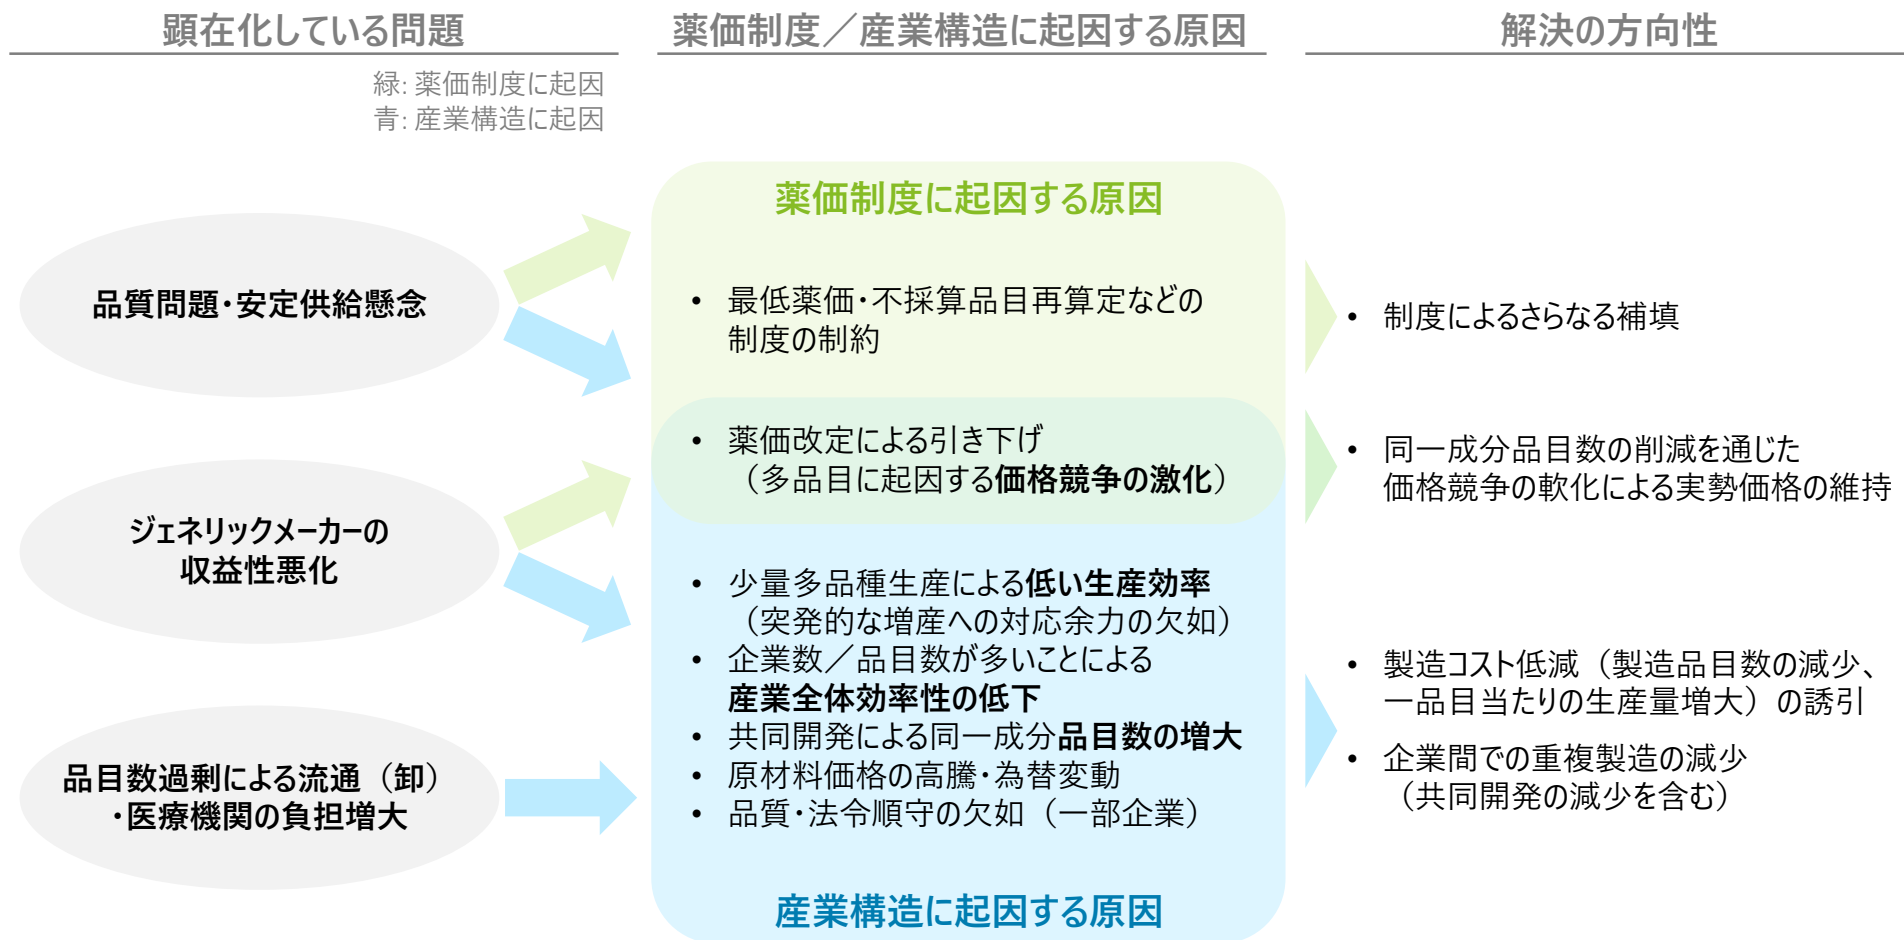 顕在化している問題
薬価制度／産業構造に起因する原因
解決の方向性
緑: 薬価制度に起因
青: 産業構造に起因
品質問題・安定供給懸念
ジェネリックメーカーの
収益性悪化
品目数過剰による流通（卸）
・医療機関の負担増大
薬価制度に起因する原因
• 最低薬価・不採算品目再算定などの
制度の制約
• 薬価改定による引き下げ
（多品目に起因する価格競争の激化）
• 少量多品種生産による低い生産効率
（突発的な増産への対応余力の欠如）
• 企業数／品目数が多いことによる
産業全体効率性の低下
• 共同開発による同一成分品目数の増大
• 原材料価格の高騰・為替変動
• 品質・法令順守の欠如（一部企業）
産業構造に起因する原因
• 制度によるさらなる補填
• 同一成分品目数の削減を通じた
価格競争の軟化による実勢価格の維持
• 製造コスト低減（製造品目数の減少、
一品目当たりの生産量増大）の誘引
• 企業間での重複製造の減少
（共同開発の減少を含む）